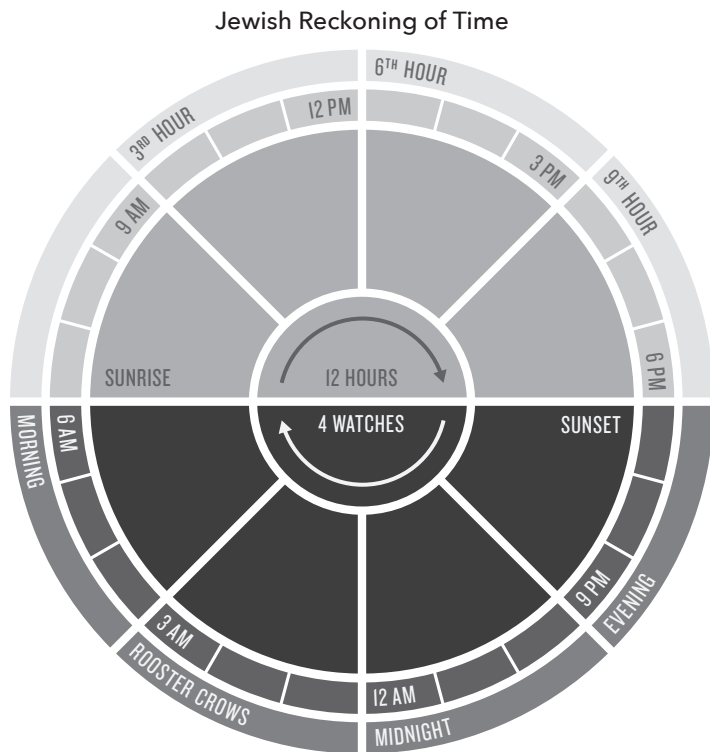 Jewish Reckoning of Time
6TH HOUR
3RD HOUR
12 PM
3 PM
9TH HOUR
9 AM
6 PM
SUNRISE
12 HOURS
4 WATCHES
SUNSET
6 AM
MORNING
9 PM
EVENING
3 AM
ROOSTER CROWS
12 AM
MIDNIGHT